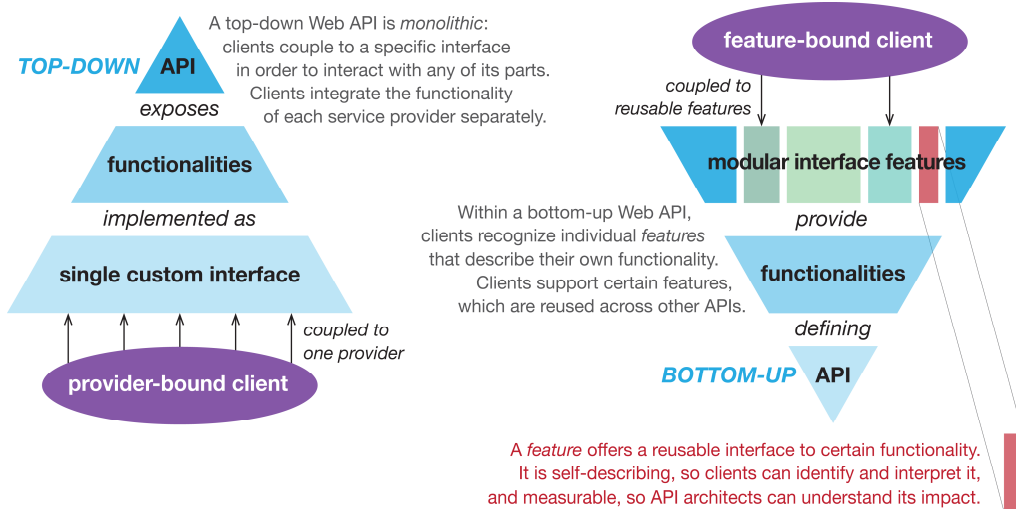 A top-down Web API is monolithic:
clients couple to a specific interface
in order to interact with any of its parts.
Clients integrate the functionality
of each service provider separately.
TOP-DOWN
API
exposes
functionalities
implemented as
single custom interface
coupled to
one provider
provider-bound client
feature-bound client
coupled to
reusable features
modular interface features
provide
Within a bottom-up Web API,
clients recognize individual features
that describe their own functionality.
Clients support certain features,
which are reused across other APIs.
functionalities
defining
BOTTOM-UP
API
A feature offers a reusable interface to certain functionality.
It is self-describing, so clients can identify and interpret it,
and measurable, so API architects can understand its impact.